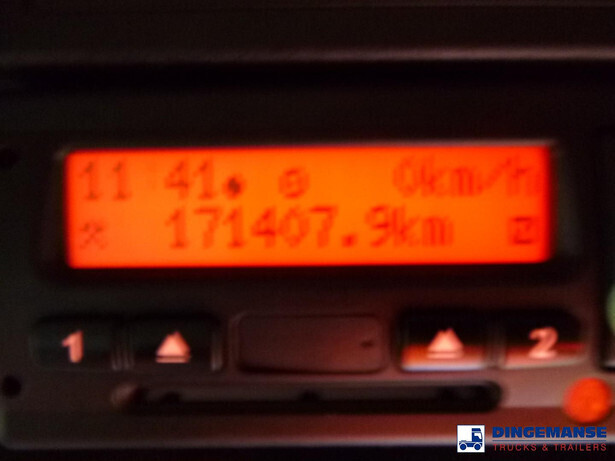 11 41 0km/h
171407.9km
1 2
DINGEMANSE
TRUCKS & TRAILERS